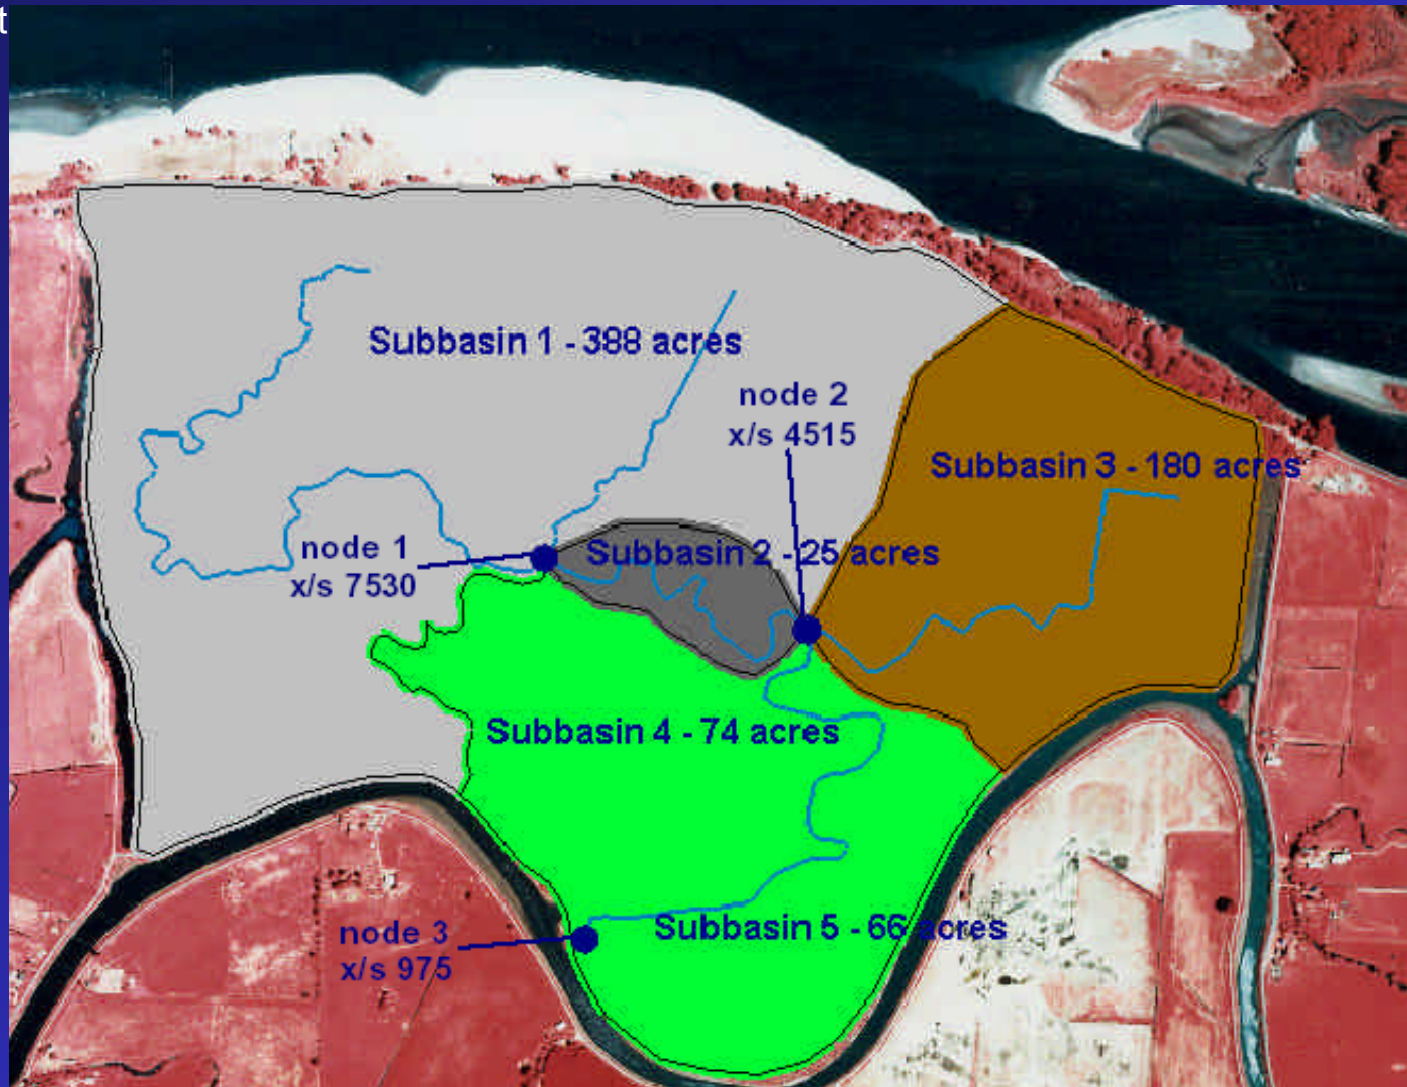 t
Subbasin 1 - 388 acres
node 2
x/s 4515
Subbasin 3 - 180 acres
node 1
x/s 7530
Subbasin 2 - 25 acres
Subbasin 4 - 74 acres
node 3
x/s 975
Subbasin 5 - 66 acres